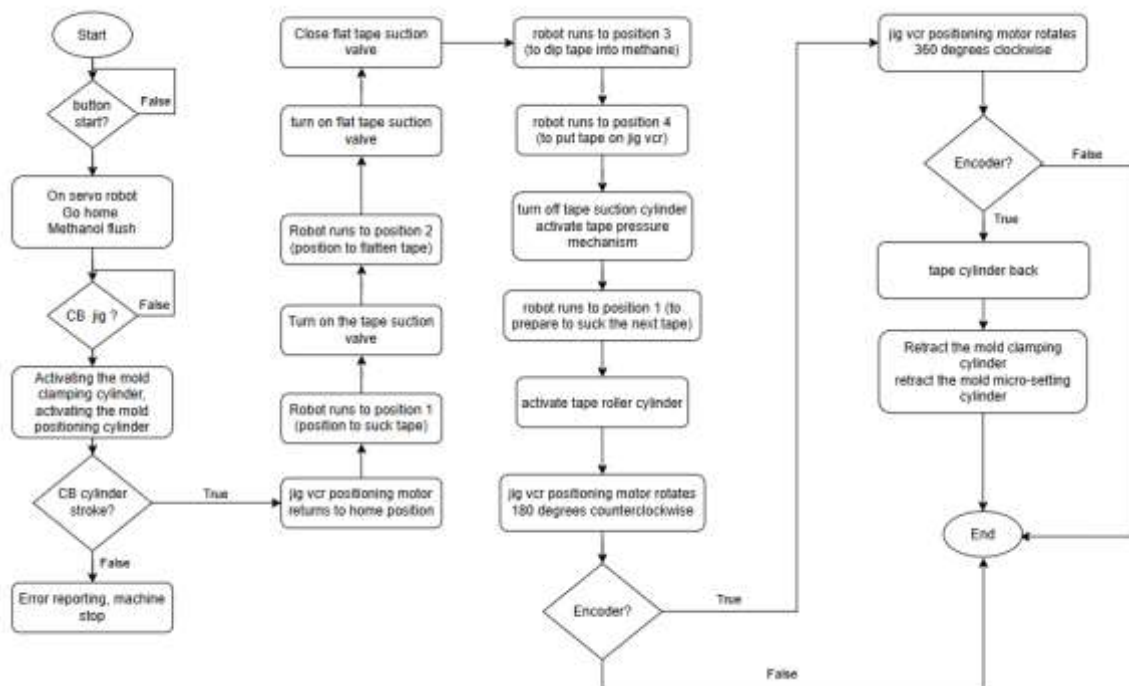 Start
button
start?
False
On servo robot
Go home
Methanol flush
CB jig ?
False
Activating the mold
clamping cylinder,
activating the mold
positioning cylinder
CB cylinder
stroke?
True
False
Error reporting, machine
stop
Close flat tape suction
valve
turn on flat tape suction
valve
Robot runs to position 2
(position to flatten tape)
Turn on the tape suction
valve
Robot runs to position 1
(position to suck tape)
jig vcr positioning motor
returns to home position
robot runs to position 3
(to dip tape into methane)
robot runs to position 4
(to put tape on jig vcr)
turn off tape suction cylinder
activate tape pressure
mechanism
robot runs to position 1 (to
prepare to suck the next tape)
activate tape roller cylinder
jig vcr positioning motor rotates
180 degrees counterclockwise
Encoder?
True
False
jig vcr positioning motor rotates
360 degrees clockwise
Encoder?
False
True
tape cylinder back
Retract the mold clamping
cylinder
retract the mold micro-setting
cylinder
End